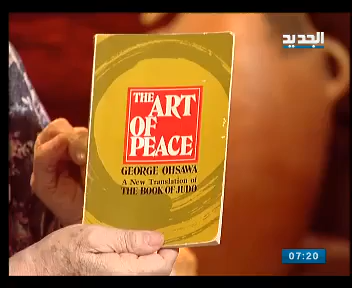 الجديد
THE
ART
OF
PEACE
GEORGE OHSAWA
A New Translation of
THE BOOK OF JUDO
07:20